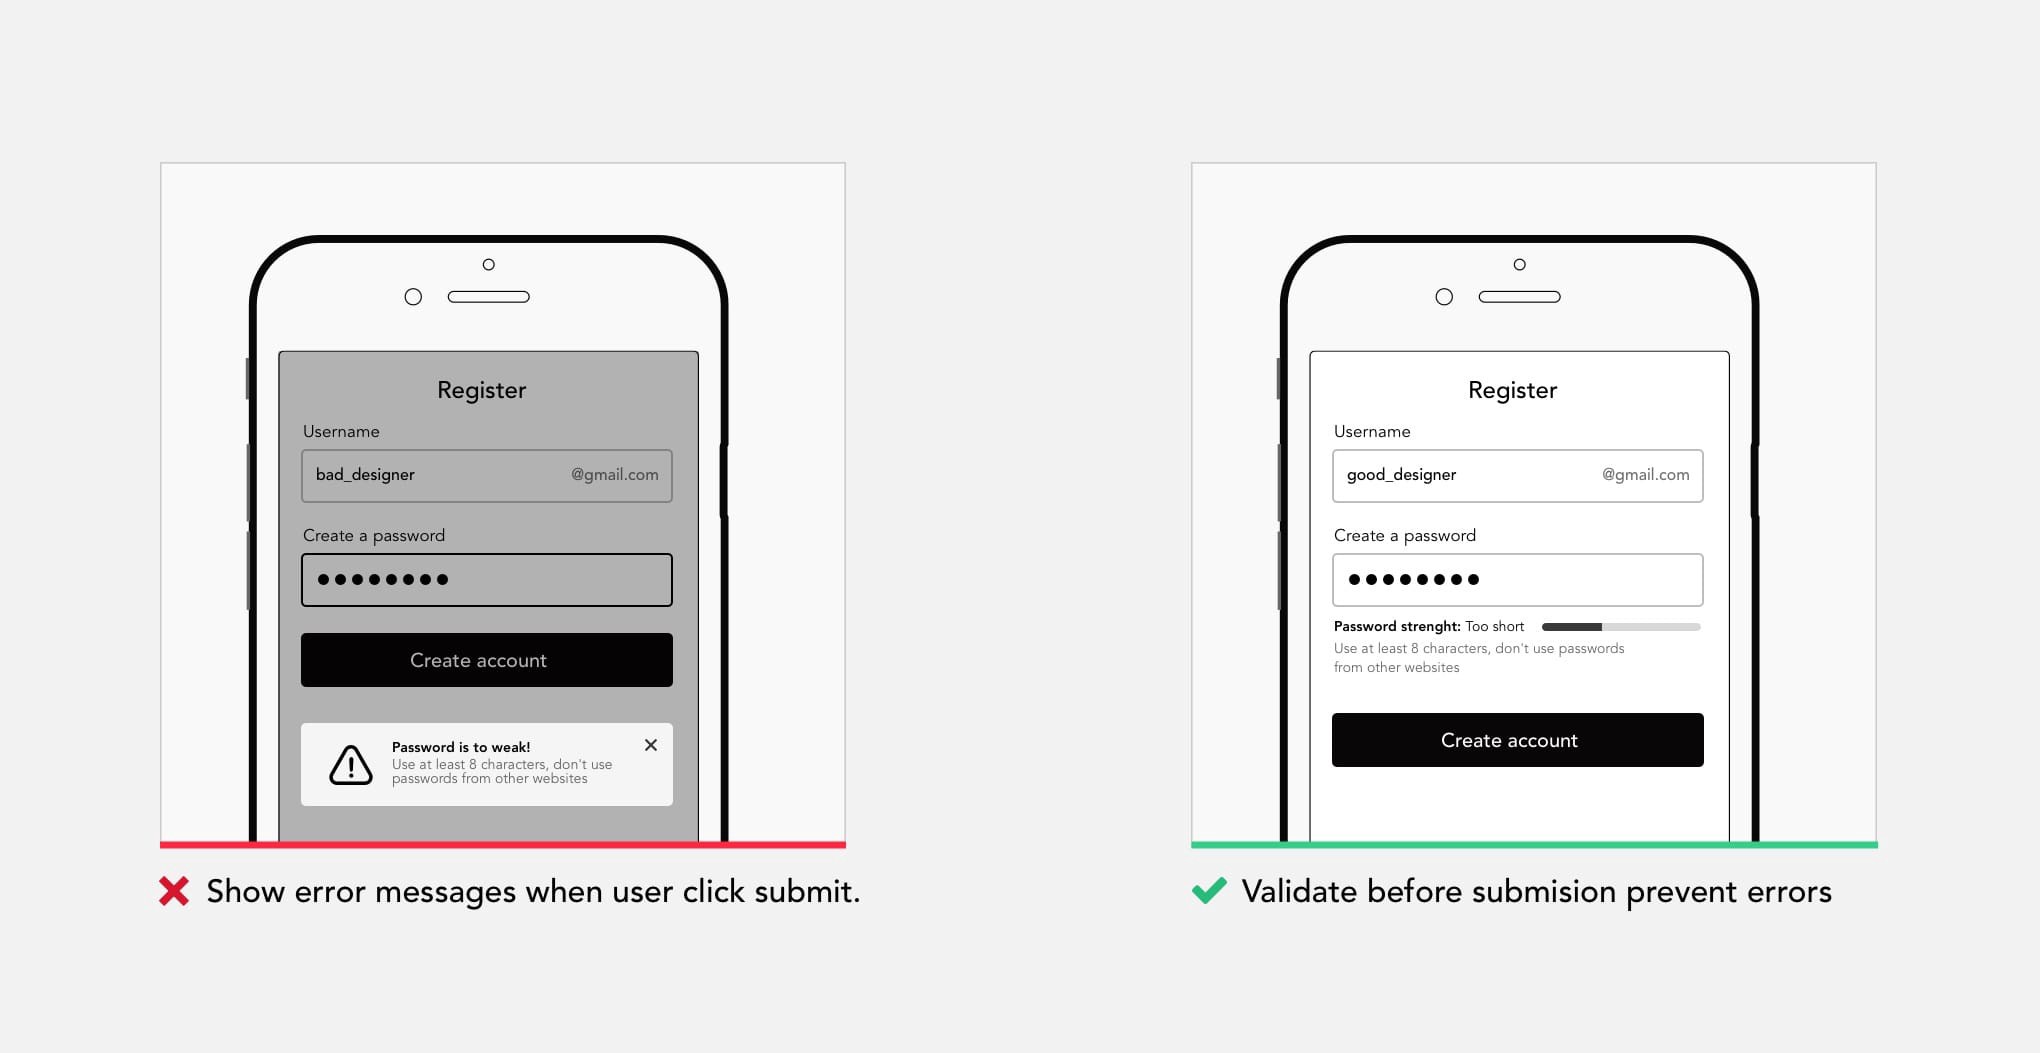 Register
Username
bad_designer @gmail.com
Create a password
Create account
Password is to weak!
Use at least 8 characters, don't use
passwords from other websites
Show error messages when user click submit.
Register
Username
good_designer @gmail.com
Create a password
Password strenght: Too short
Use at least 8 characters, don't use passwords
from other websites
Create account
Validate before submision prevent errors